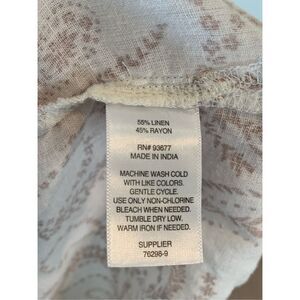 55% LINEN
45% RAYON
RN# 93677
MADE IN INDIA
MACHINE WASH COLD
WITH LIKE COLORS.
GENTLE CYCLE.
USE ONLY NON-CHLORINE
BLEACH WHEN NEEDED.
TUMBLE DRY LOW.
WARM IRON IF NEEDED.
SUPPLIER
76298-9